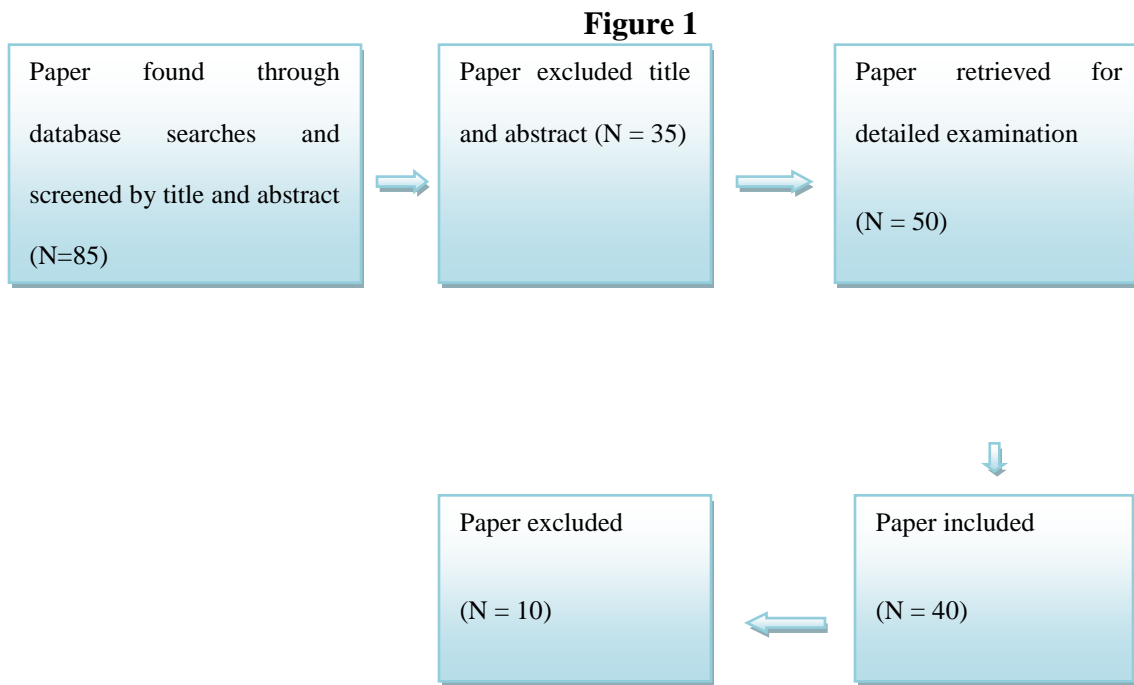 Figure 1
Paper found through
database searches and
screened by title and abstract
(N=85)
Paper excluded title
and abstract (N = 35)
Paper retrieved for
detailed examination
(N = 50)
Paper included
(N = 40)
Paper excluded
(N = 10)